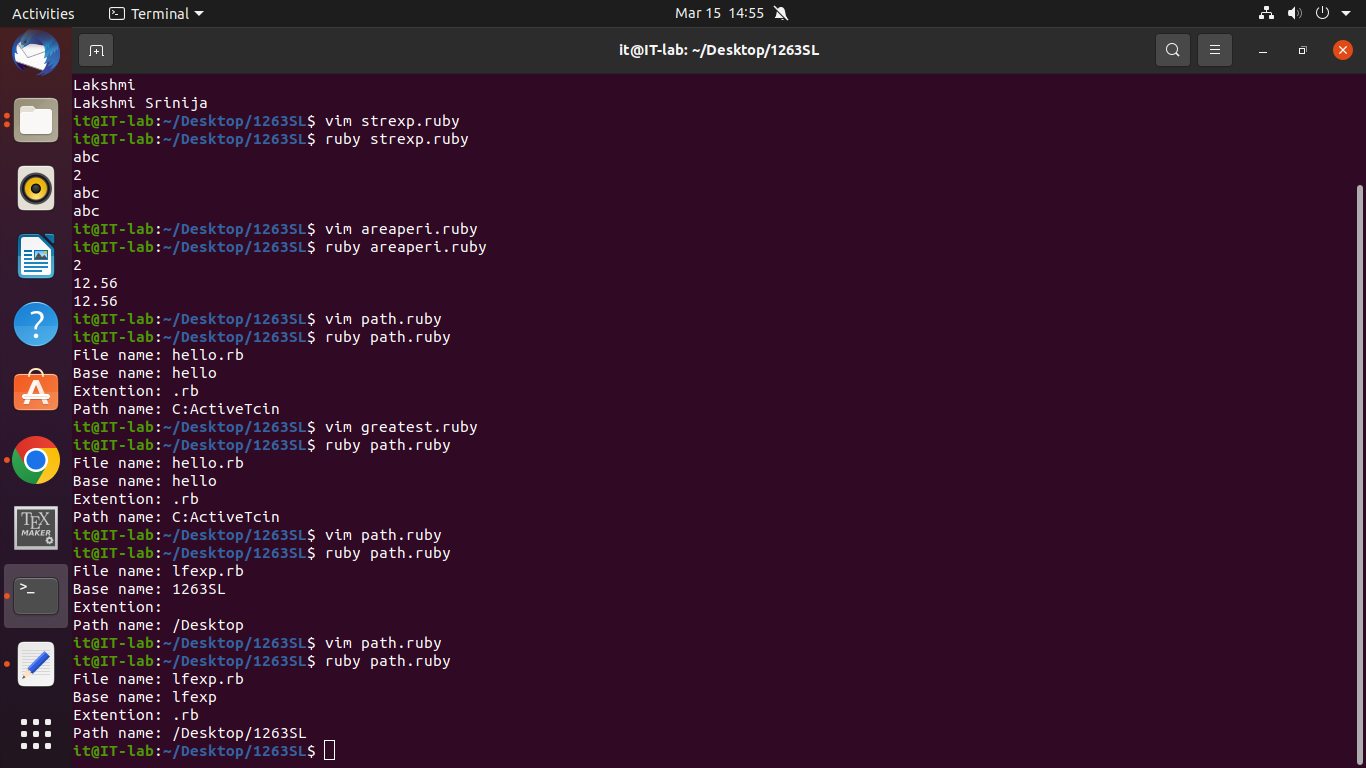 Activities Terminal Mar 15 14:55
it@IT-lab: ~/Desktop/1263SL
Lakshmi
Lakshmi Srinija
it@IT-lab:~/Desktop/1263SL$ vim strexp.ruby
it@IT-lab:~/Desktop/1263SL$ ruby strexp.ruby
abc
2
abc
abc
it@IT-lab:~/Desktop/1263SL$ vim areaperi.ruby
it@IT-lab:~/Desktop/1263SL$ ruby areaperi.ruby
2
12.56
12.56
it@IT-lab:~/Desktop/1263SL$ vim path.ruby
it@IT-lab:~/Desktop/1263SL$ ruby path.ruby
File name: hello.rb
Base name: hello
Extention: .rb
Path name: C:ActiveTcin
it@IT-lab:~/Desktop/1263SL$ vim greatest.ruby
it@IT-lab:~/Desktop/1263SL$ ruby path.ruby
File name: hello.rb
Base name: hello
Extention: .rb
Path name: C:ActiveTcin
it@IT-lab:~/Desktop/1263SL$ vim path.ruby
it@IT-lab:~/Desktop/1263SL$ ruby path.ruby
File name: lfexp.rb
Base name: 1263SL
Extention:
Path name: /Desktop
it@IT-lab:~/Desktop/1263SL$ vim path.ruby
it@IT-lab:~/Desktop/1263SL$ ruby path.ruby
File name: lfexp.rb
Base name: lfexp
Extention: .rb
Path name: /Desktop/1263SL
it@IT-lab:~/Desktop/1263SL$
?
TEX
MAKER
>_